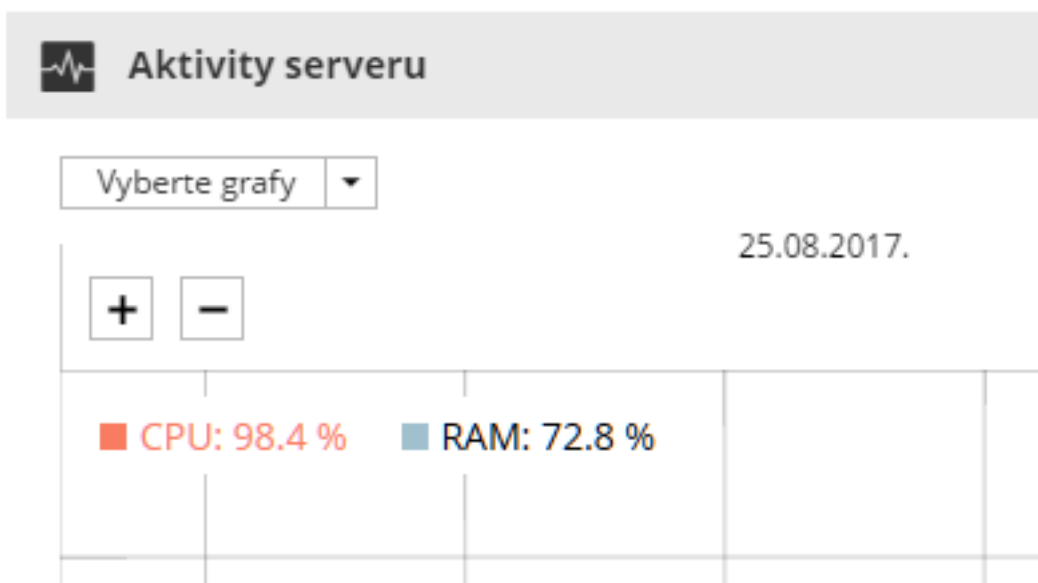 Aktivity serveru
Vyberte grafy
25.08.2017.
+ −
CPU: 98.4 % RAM: 72.8 %